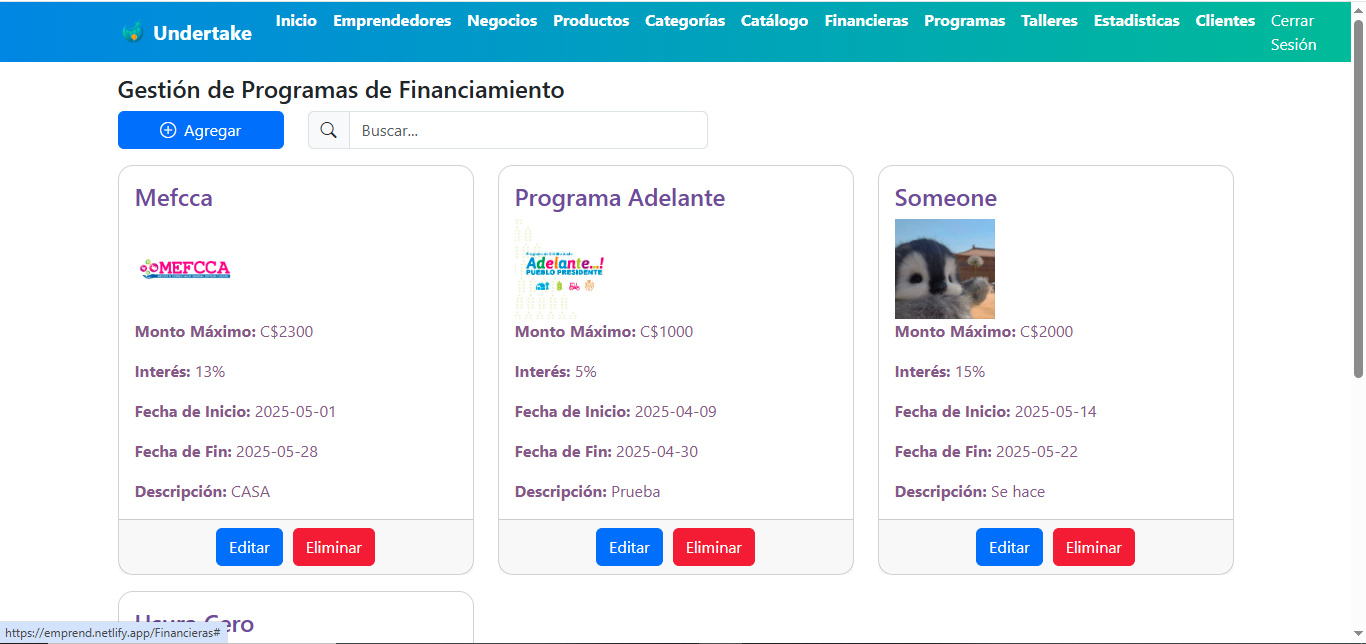 Undertake
Inicio Emprendedores Negocios Productos Categorías Catálogo Financieras Programas Talleres Estadisticas Clientes Cerrar Sesión
Gestión de Programas de Financiamiento
Agregar
Buscar...
Mefcca
MEFCCA
Monto Máximo: C$2300
Interés: 13%
Fecha de Inicio: 2025-05-01
Fecha de Fin: 2025-05-28
Descripción: CASA
Editar Eliminar
Programa Adelante
Adelante...!
PUEBLO PRESIDENTE
Monto Máximo: C$1000
Interés: 5%
Fecha de Inicio: 2025-04-09
Fecha de Fin: 2025-04-30
Descripción: Prueba
Editar Eliminar
Someone
Monto Máximo: C$2000
Interés: 15%
Fecha de Inicio: 2025-05-14
Fecha de Fin: 2025-05-22
Descripción: Se hace
Editar Eliminar
Usura Cero
https://emprend.netlify.app/Financieras#